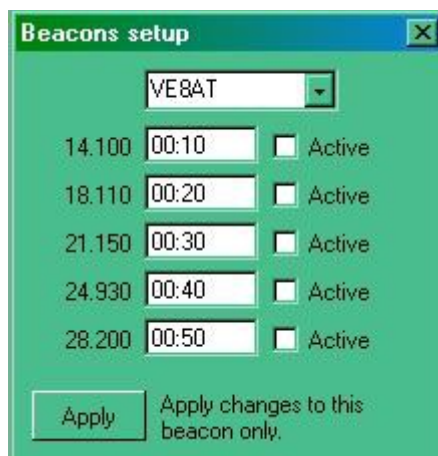 Beacons setup
VE8AT
14.100 00:10 Active
18.110 00:20 Active
21.150 00:30 Active
24.930 00:40 Active
28.200 00:50 Active
Apply Apply changes to this
beacon only.